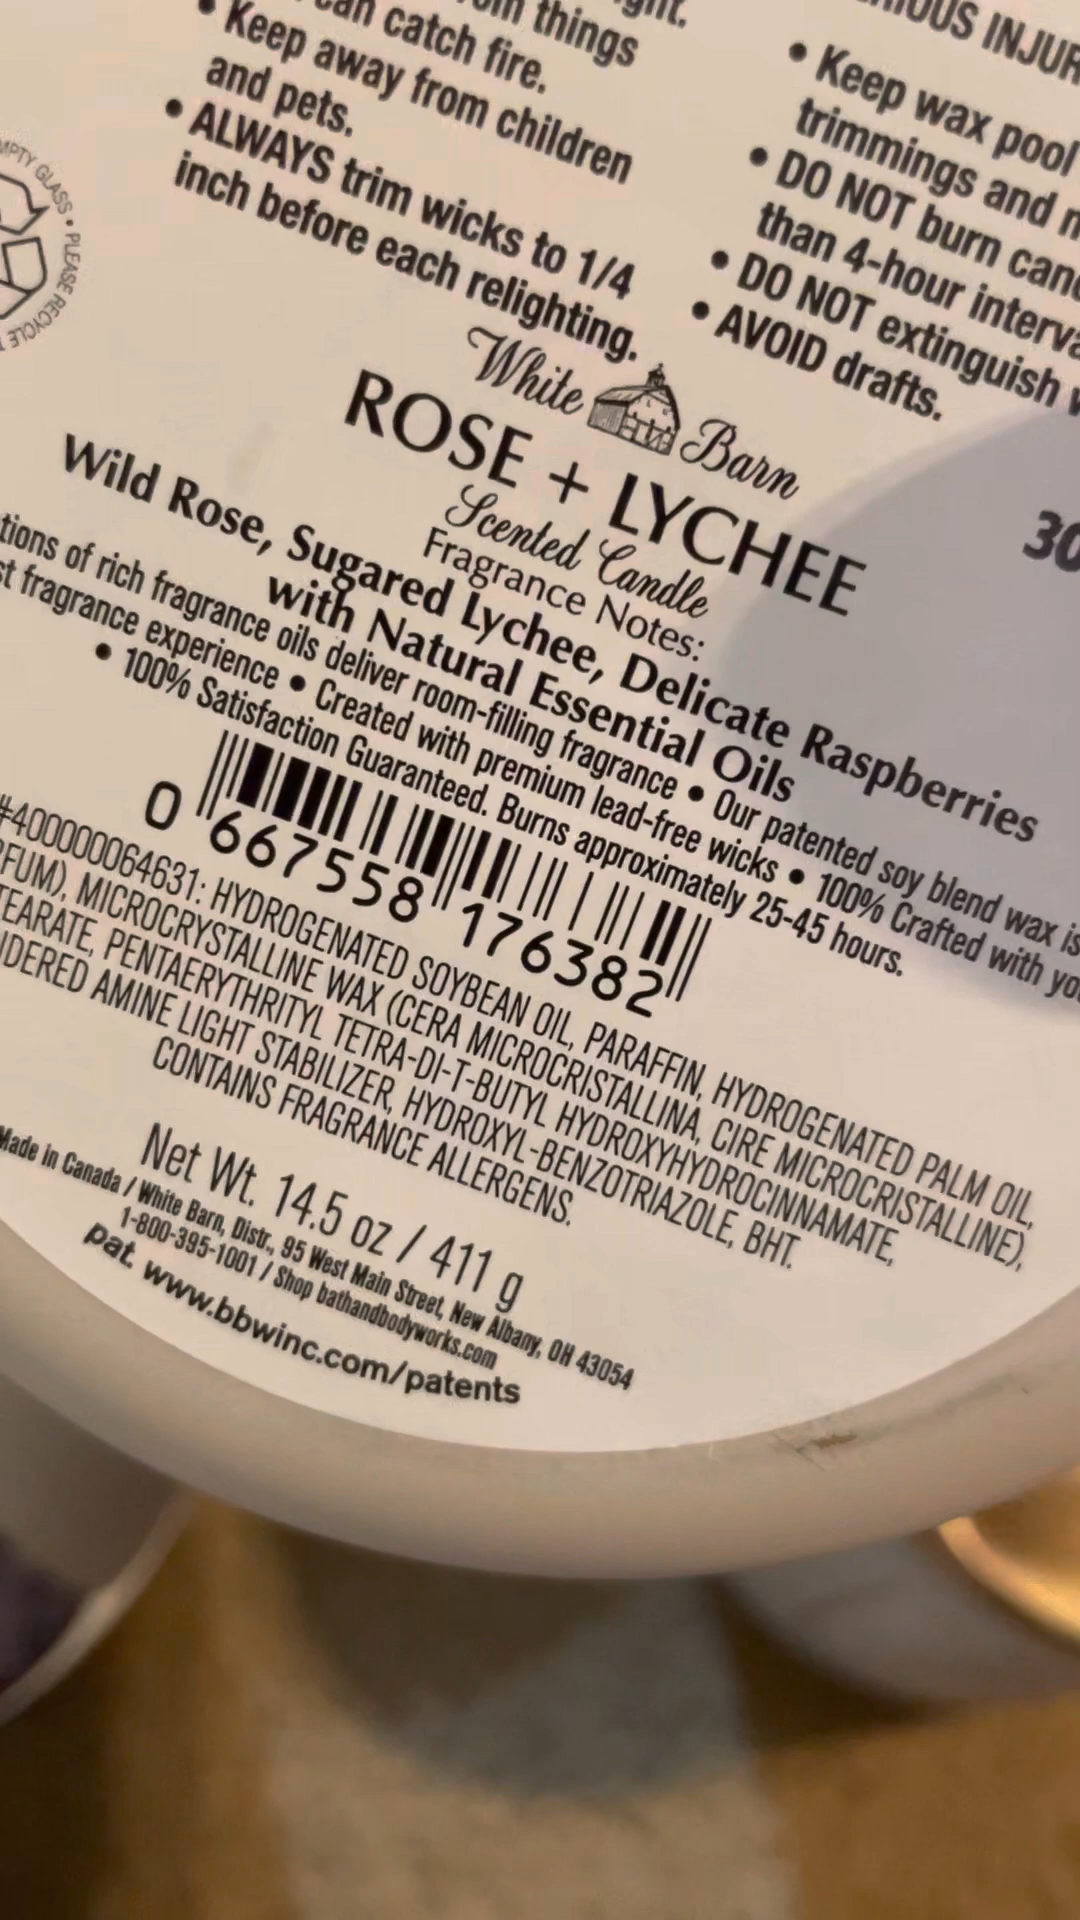 can catch fire.
things
• Keep away from children
and pets.
• ALWAYS trim wicks to 1/4
inch before each relighting.
INJUR
• Keep wax pool
trimmings and
• DO NOT burn
than 4-hour
• DO NOT extinguish
• AVOID drafts.
GLASS • PLEASE RECYCLE
White Barn
ROSE + LYCHEE
Scented Candle
Fragrance Notes:
Wild Rose, Sugared Lychee, Delicate Raspberries
with Natural Essential Oils
of rich fragrance oils deliver room-filling fragrance • Our patented soy blend wax is
fragrance experience • Created with premium lead-free wicks • 100% Crafted with
• 100% Satisfaction Guaranteed. Burns approximately 25-45 hours.
30
0 667558 176382
#40000064631: HYDROGENATED SOYBEAN OIL, PARAFFIN, HYDROGENATED PALM OIL,
MICROCRYSTALLINE WAX (CERA MICROCRISTALLINA, CIRE MICROCRISTALLINE),
PENTAERYTHRITYL TETRA-DI-T-BUTYL HYDROXYHYDROCINNAMATE,
AMINE LIGHT STABILIZER, HYDROXYL-BENZOTRIAZOLE, BHT.
CONTAINS FRAGRANCE ALLERGENS.
Net Wt. 14.5 oz / 411 g
Made in Canada / White Barn, Distr., 95 West Main Street, New Albany, OH 43054
1-800-395-1001 / Shop bathandbodyworks.com
pat. www.bbwinc.com/patents